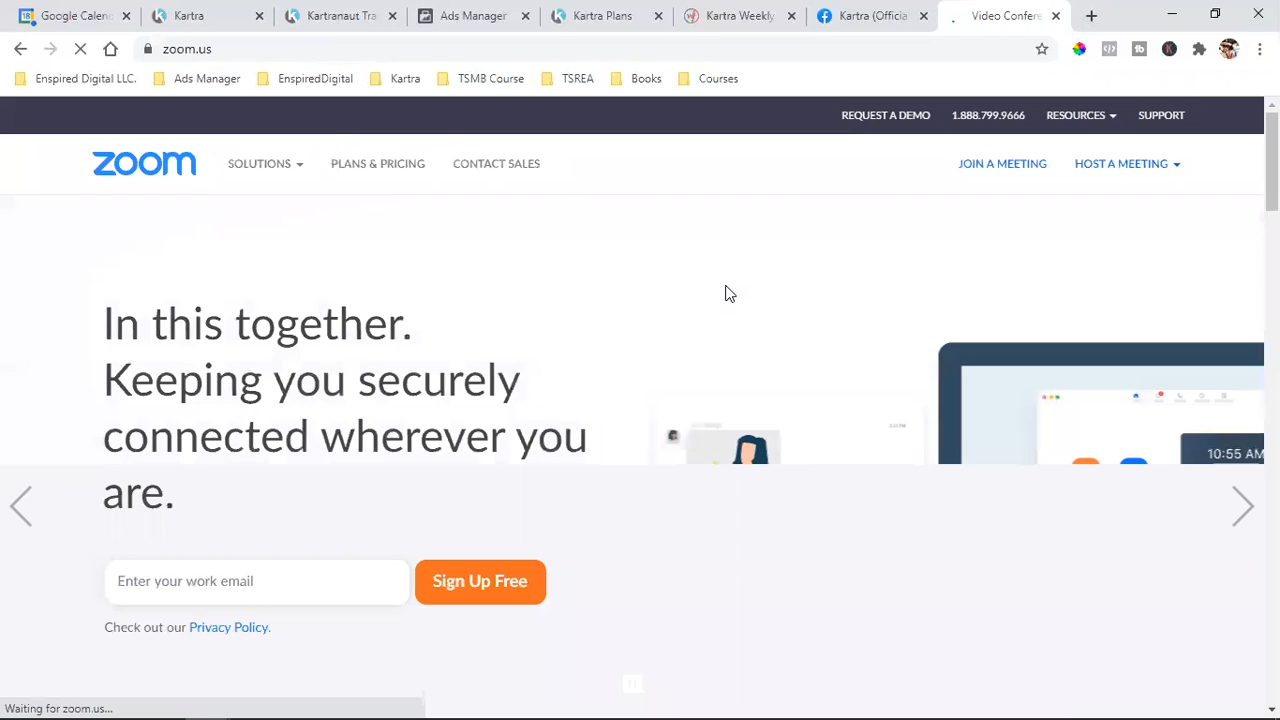 Google Calend
Kartra
Kartranaut Tra
Ads Manager
Kartra Plans
Kartra Weekly
Kartra (Officia
Video Confere
zoom.us
Enspired Digital LLC.
Ads Manager
EnspiredDigital
Kartra
TSMB Course
TSREA
Books
Courses
REQUEST A DEMO
1.888.799.9666
RESOURCES
SUPPORT
zoom
SOLUTIONS
PLANS & PRICING
CONTACT SALES
JOIN A MEETING
HOST A MEETING
In this together.
Keeping you securely
connected wherever you
are.
10:55 AM
Enter your work email
Sign Up Free
Check out our Privacy Policy.
Waiting for zoom.us...